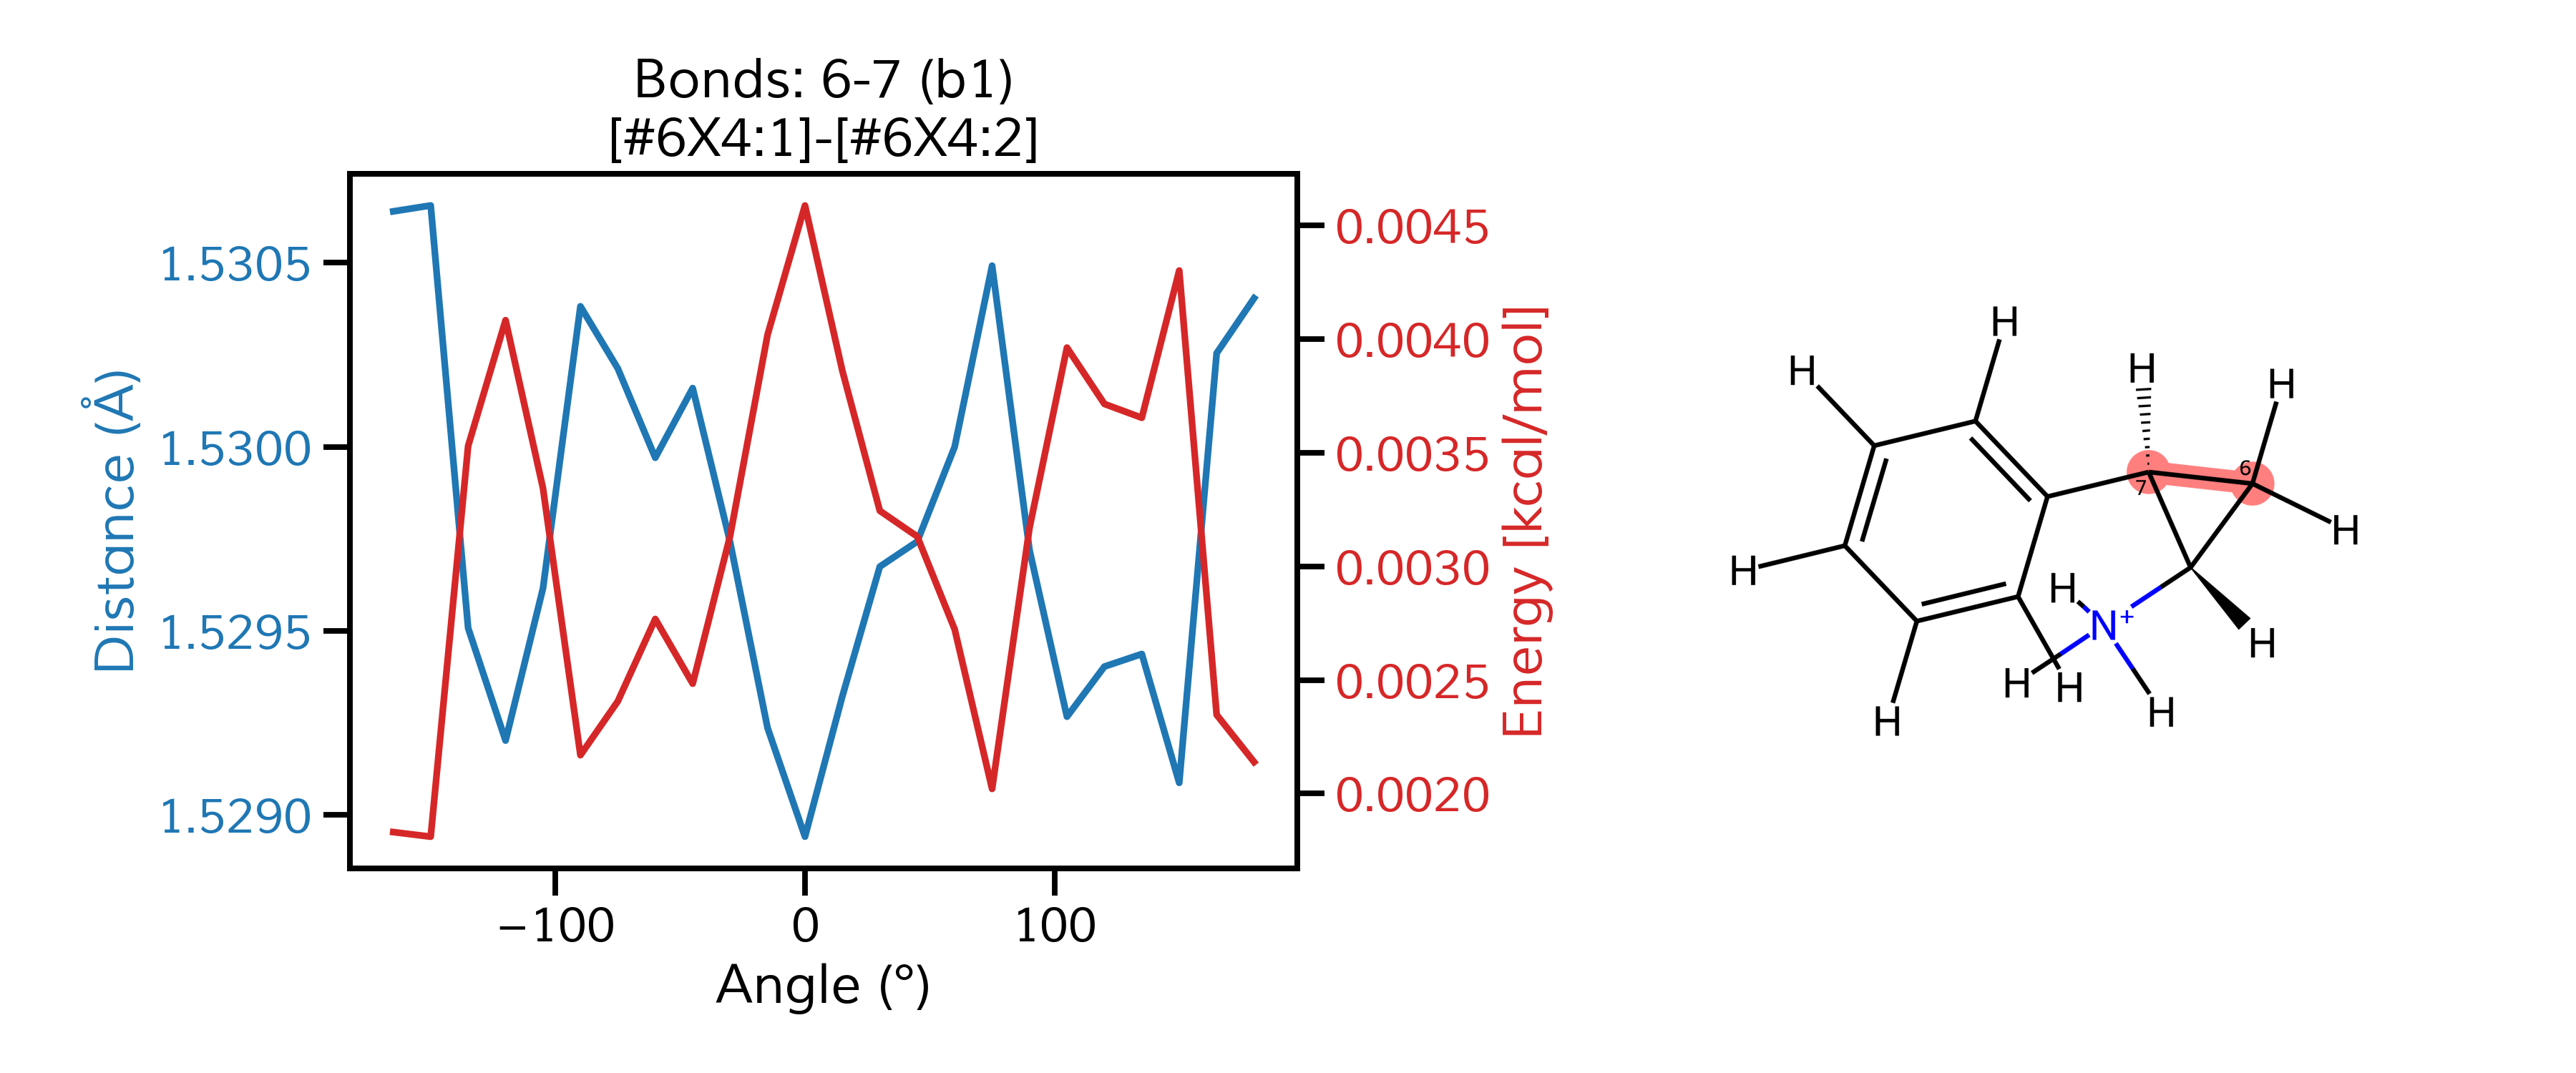 Bonds: 6-7 (b1)
[#6X4:1]-[#6X4:2]
Distance (Å)
1.5305
1.5300
1.5295
1.5290
−100
0
100
Angle (°)
0.0045
0.0040
0.0035
0.0030
0.0025
0.0020
Energy [kcal/mol]
H
H
H
H
H
6
7
H
H
H
N+
H
H
H
H
H